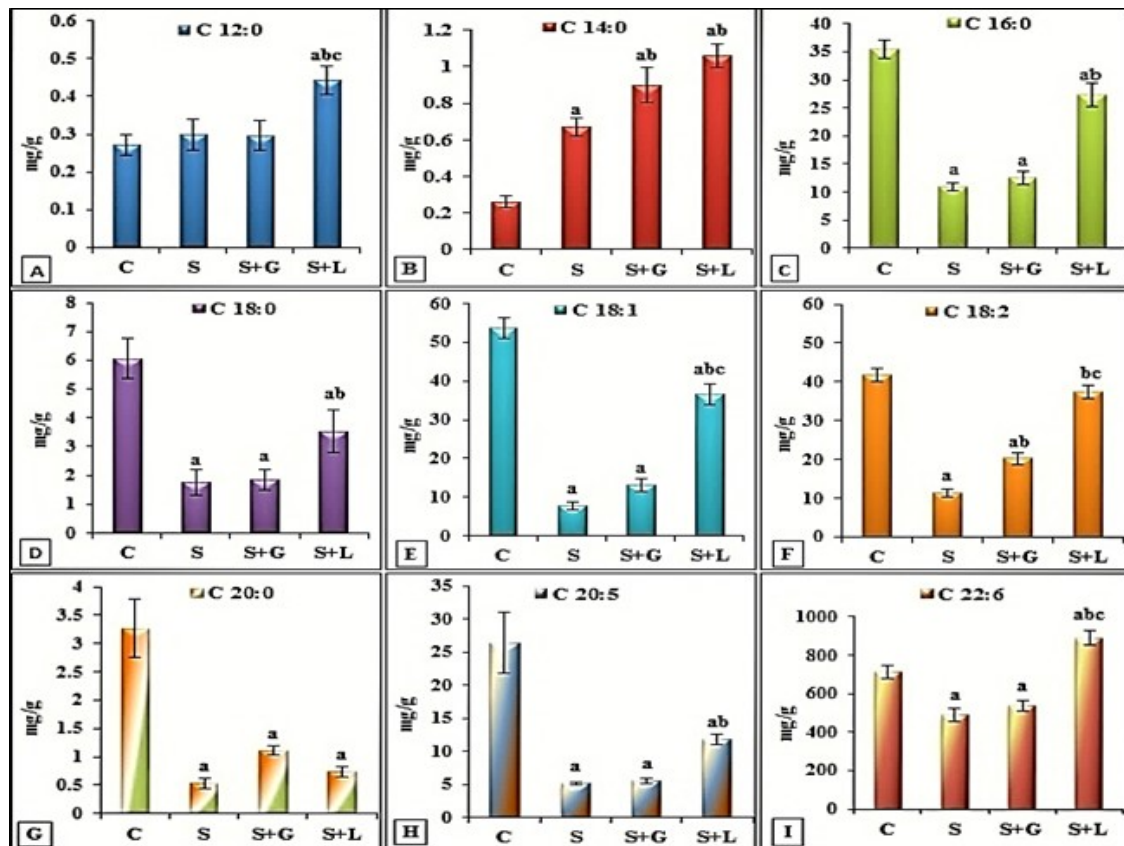 C 12:0
0.6
0.5
0.4
0.3
0.2
0.1
0
mg/g
abc
C S S+G S+L
A
C 14:0
1.2
1
0.8
0.6
0.4
0.2
0
mg/g
a ab ab
C S S+G S+L
B
C 16:0
40
35
30
25
20
15
10
5
0
mg/g
a a ab
C S S+G S+L
C
C 18:0
8
7
6
5
4
3
2
1
0
mg/g
a a ab
C S S+G S+L
D
C 18:1
60
50
40
30
20
10
0
mg/g
a a abc
C S S+G S+L
E
C 18:2
60
50
40
30
20
10
0
mg/g
a ab bc
C S S+G S+L
F
C 20:0
4
3.5
3
2.5
2
1.5
1
0.5
0
mg/g
a a a
C S S+G S+L
G
C 20:5
35
30
25
20
15
10
5
0
mg/g
a a ab
C S S+G S+L
H
C 22:6
1000
800
600
400
200
0
mg/g
a a abc
C S S+G S+L
I